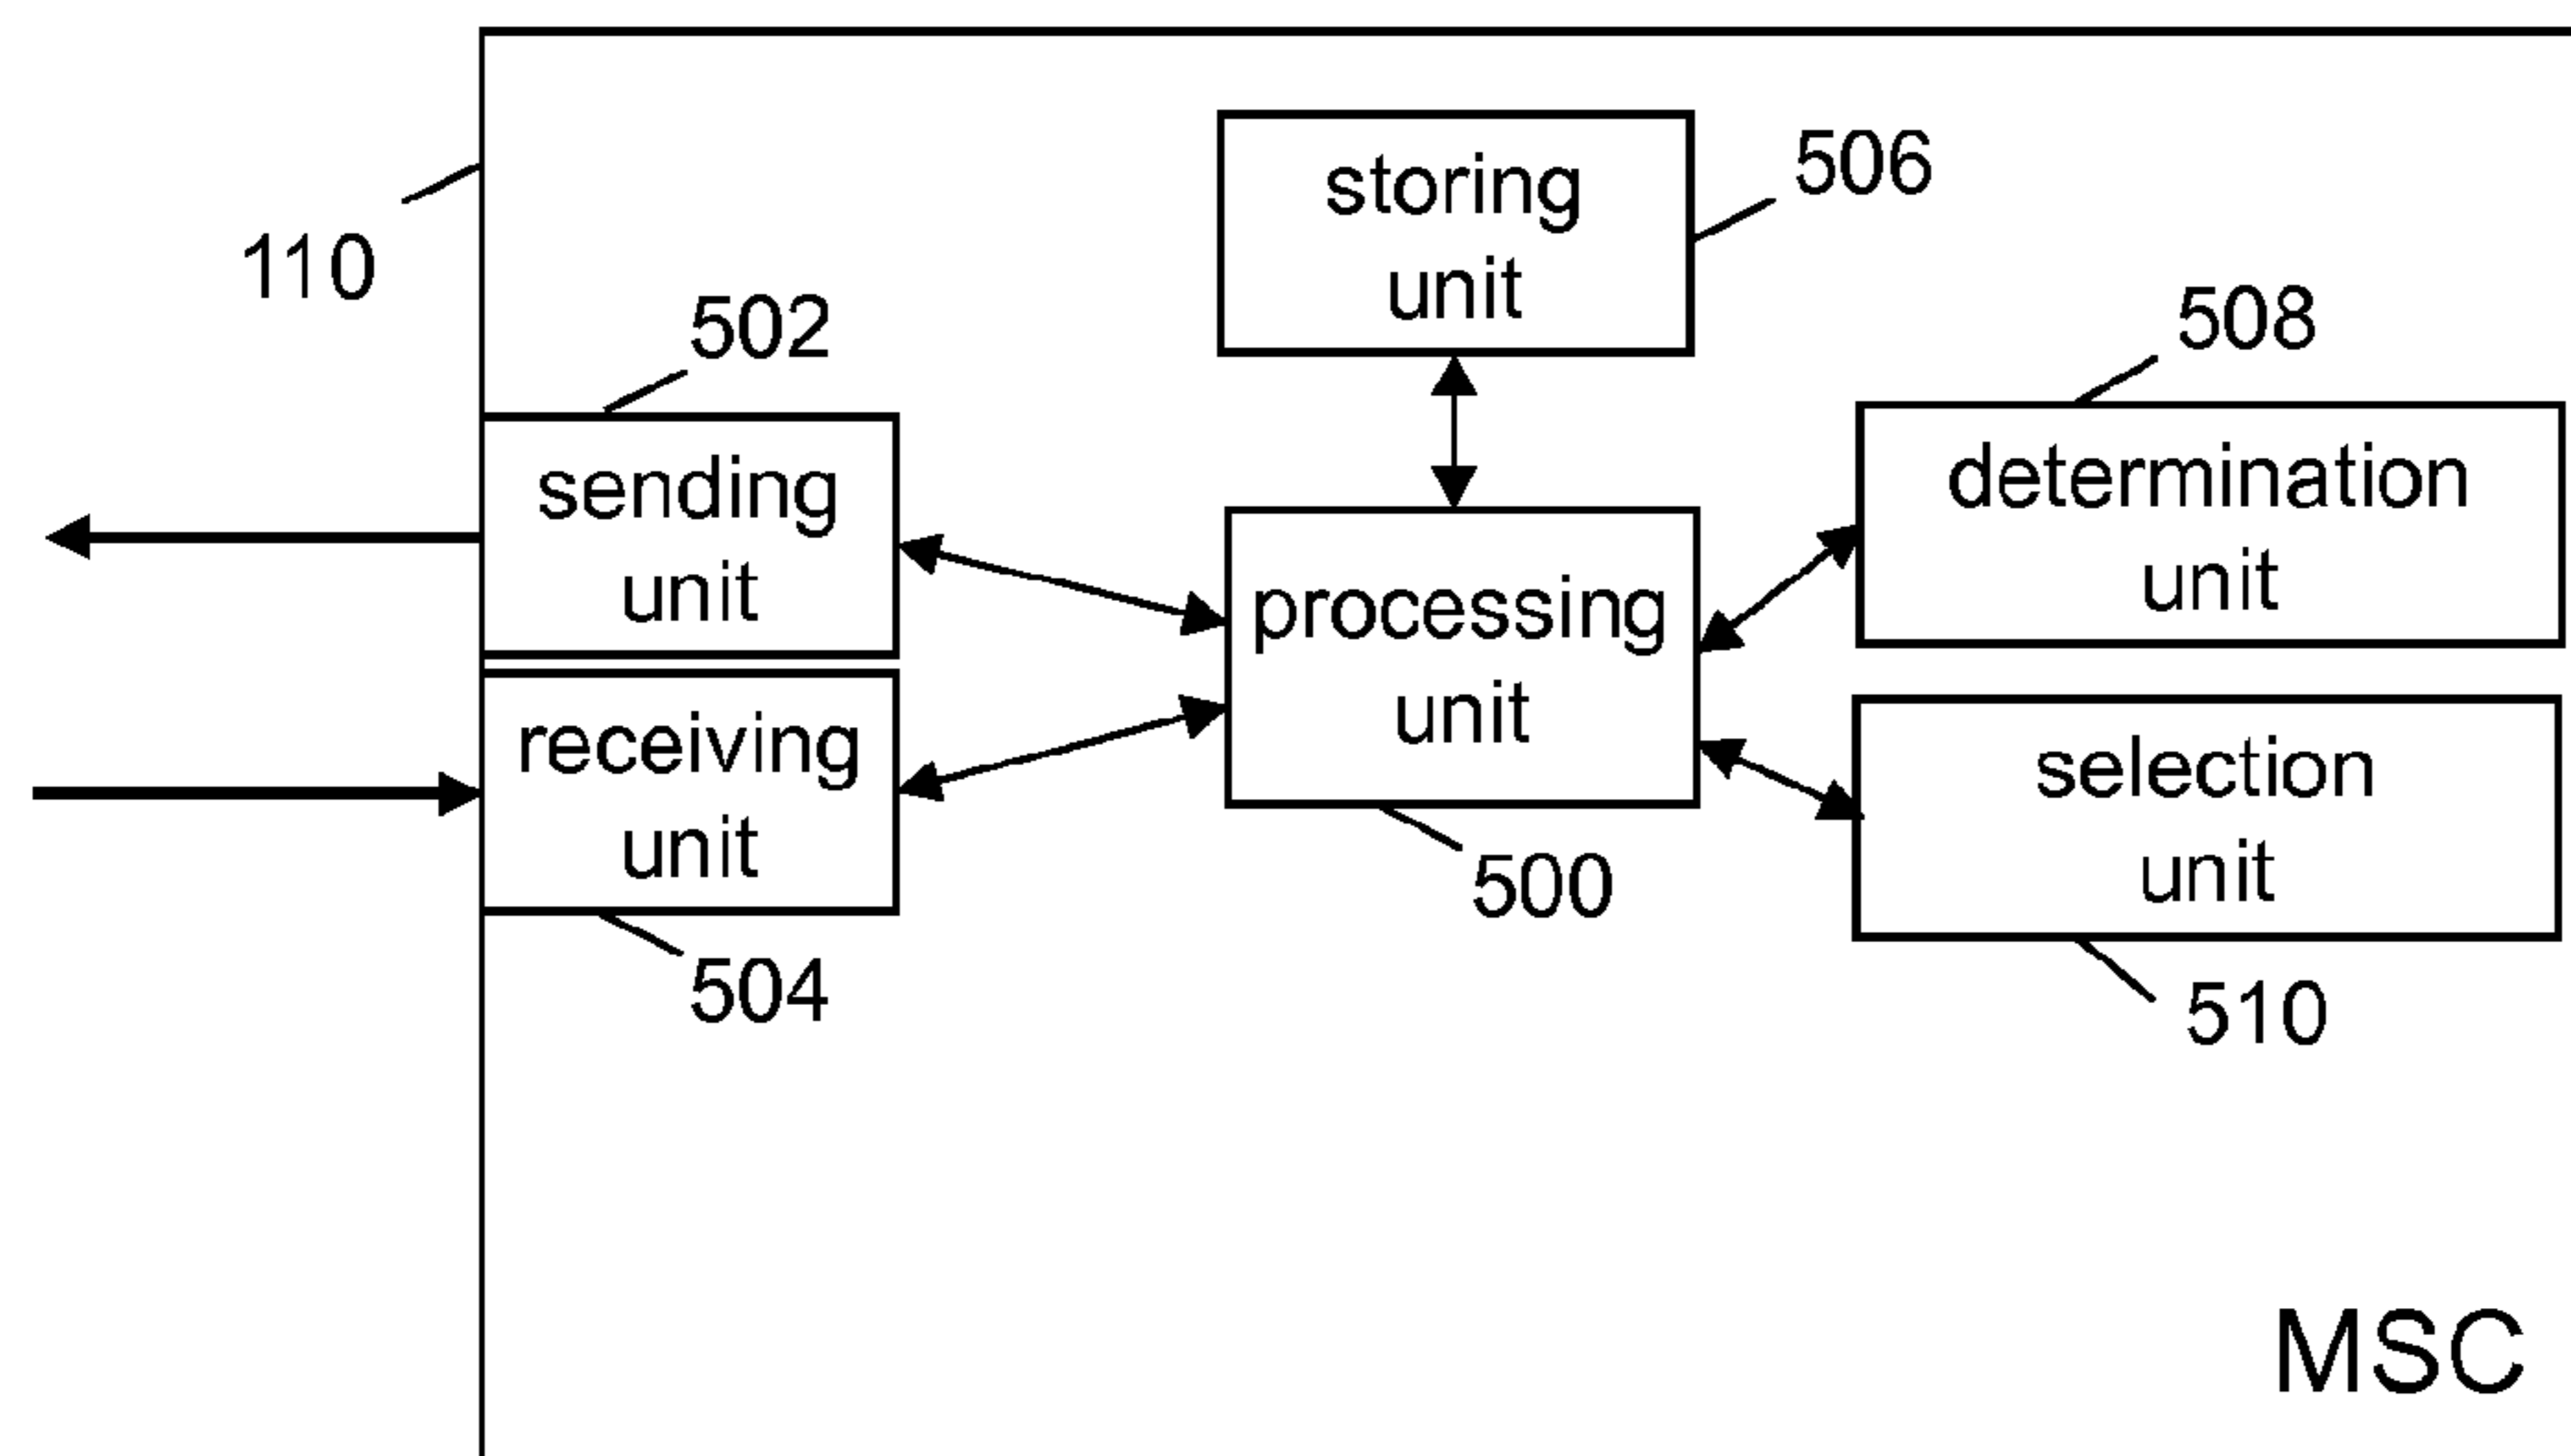 110
storing
unit
506
502
508
sending
unit
determination
unit
processing
unit
500
receiving
unit
504
selection
unit
510
MSC